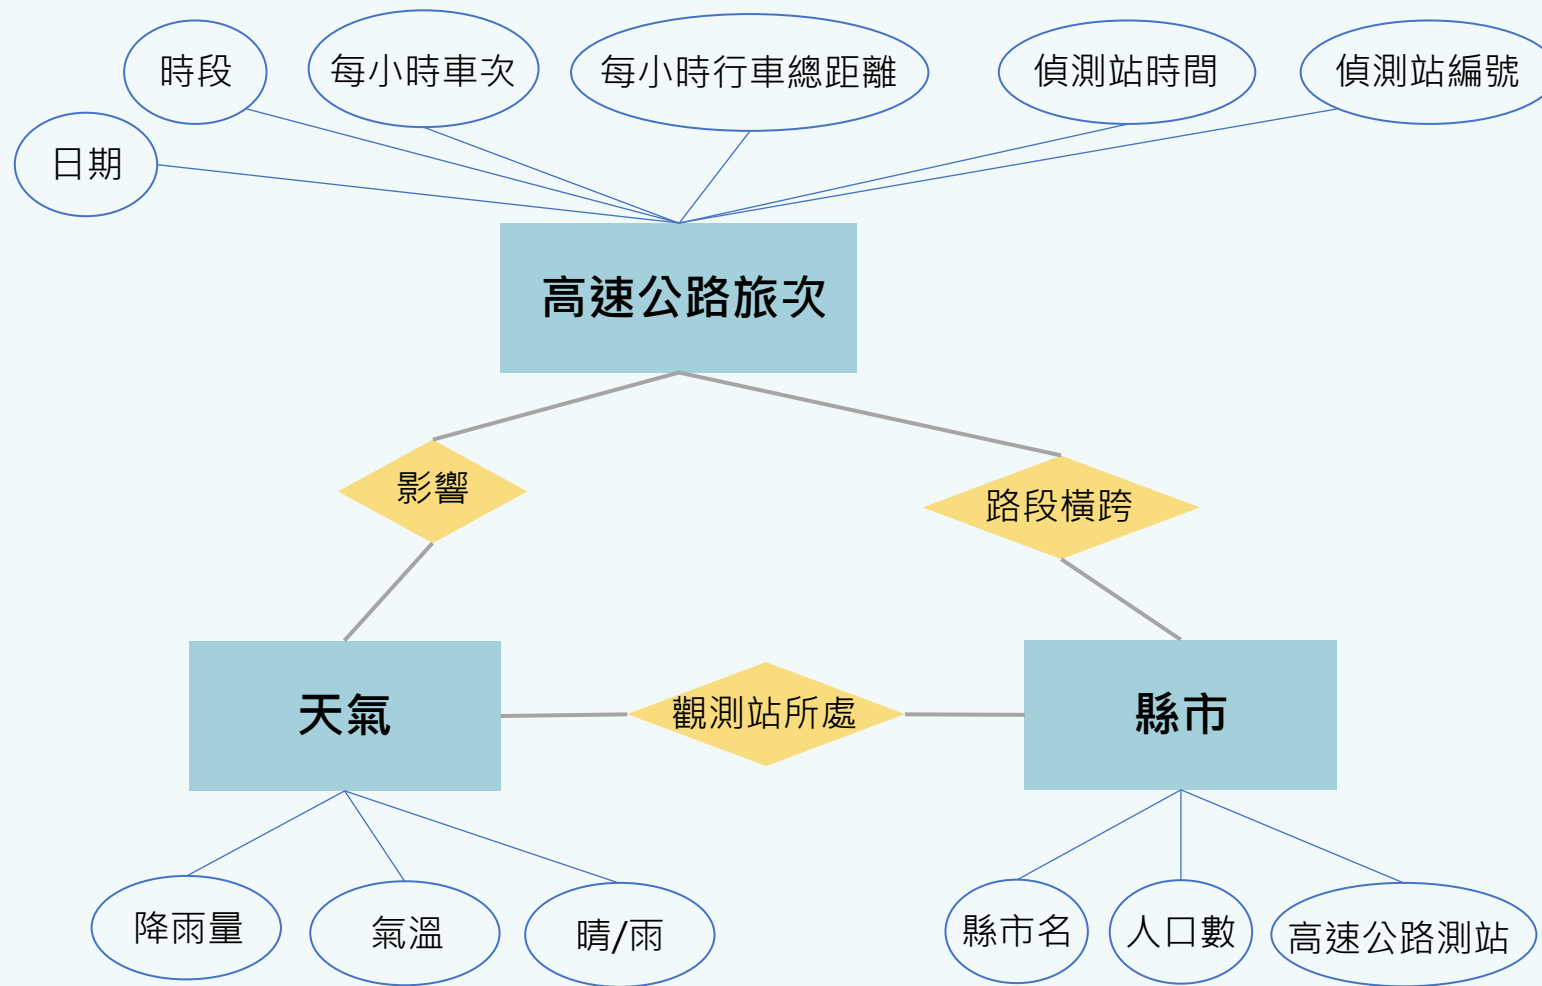 時段
每小時車次
每小時行車總距離
偵測站時間
偵測站編號
日期
高速公路旅次
影響
路段橫跨
天氣
觀測站所處
縣市
降雨量
氣溫
晴/雨
縣市名
人口數
高速公路測站